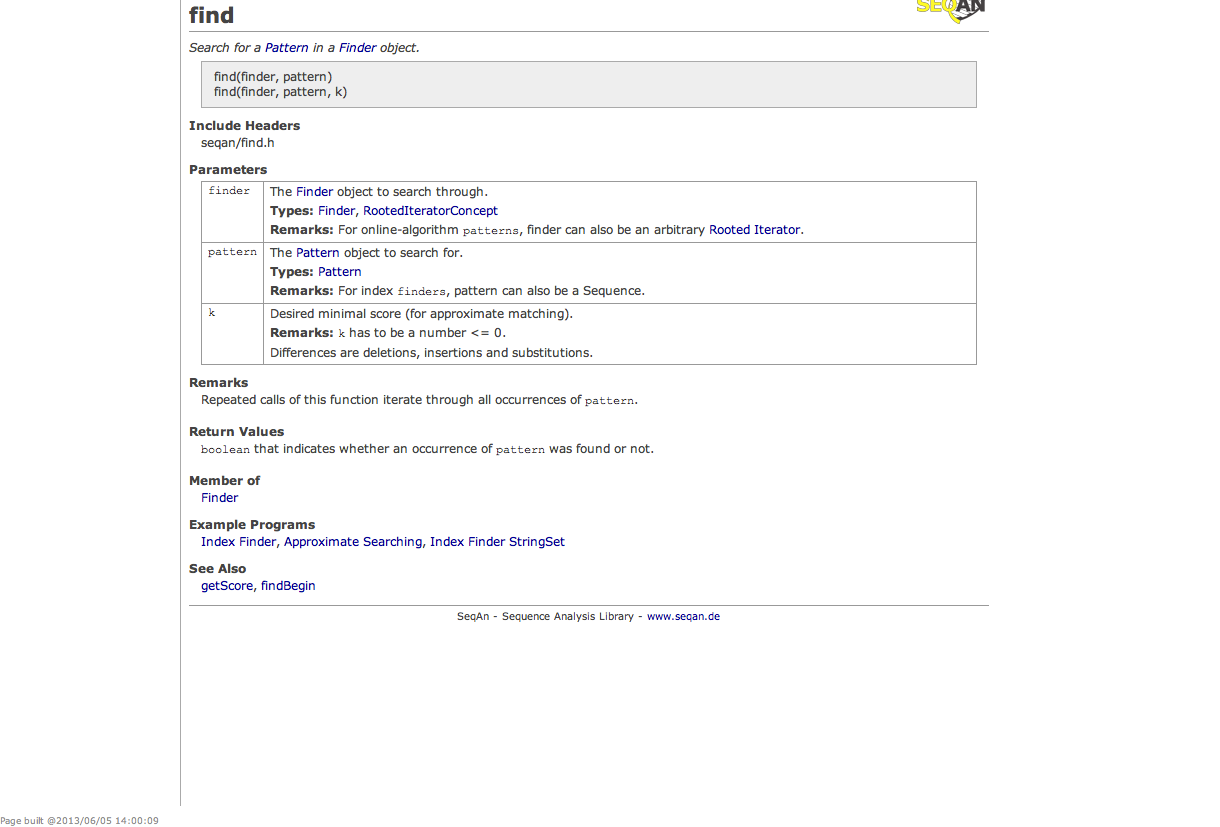 find
SEQAN
Search for a Pattern in a Finder object.
find(finder, pattern)
find(finder, pattern, k)
Include Headers
seqan/find.h
Parameters
finder The Finder object to search through.
Types: Finder, RootedIteratorConcept
Remarks: For online-algorithm patterns, finder can also be an arbitrary Rooted Iterator.
pattern The Pattern object to search for.
Types: Pattern
Remarks: For index finders, pattern can also be a Sequence.
k Desired minimal score (for approximate matching).
Remarks: k has to be a number <= 0.
Differences are deletions, insertions and substitutions.
Remarks
Repeated calls of this function iterate through all occurrences of pattern.
Return Values
boolean that indicates whether an occurrence of pattern was found or not.
Member of
Finder
Example Programs
Index Finder, Approximate Searching, Index Finder StringSet
See Also
getScore, findBegin
SeqAn - Sequence Analysis Library - www.seqan.de
Page built @2013/06/05 14:00:09